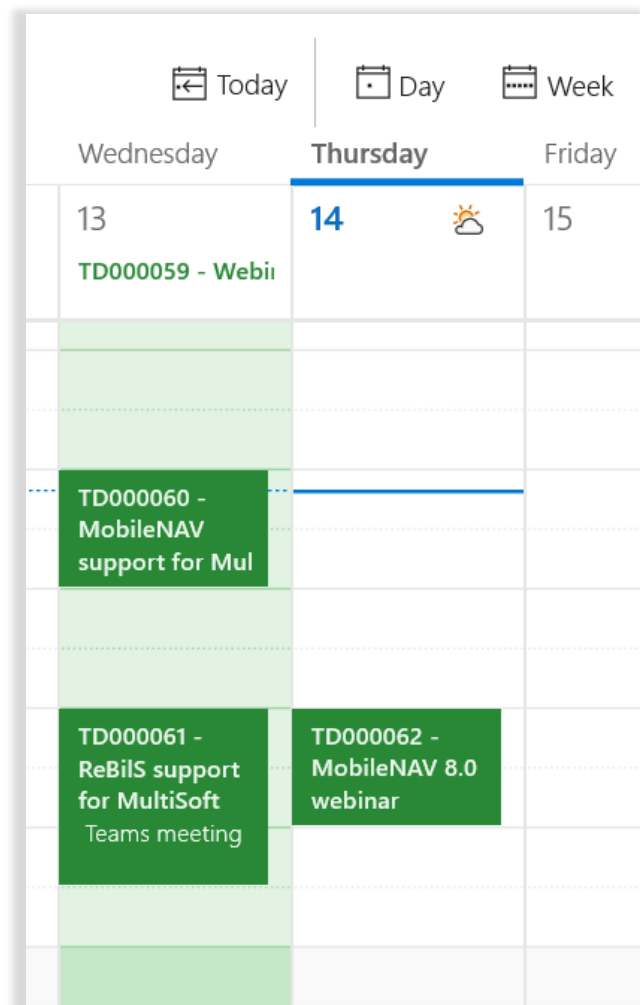 Today
Day
Week
Wednesday
Thursday
Friday
13
14
15
TD000059 - Webi
TD000060 -
MobileNAV
support for Mul
TD000061 -
ReBilS support
for MultiSoft
Teams meeting
TD000062 -
MobileNAV 8.0
webinar